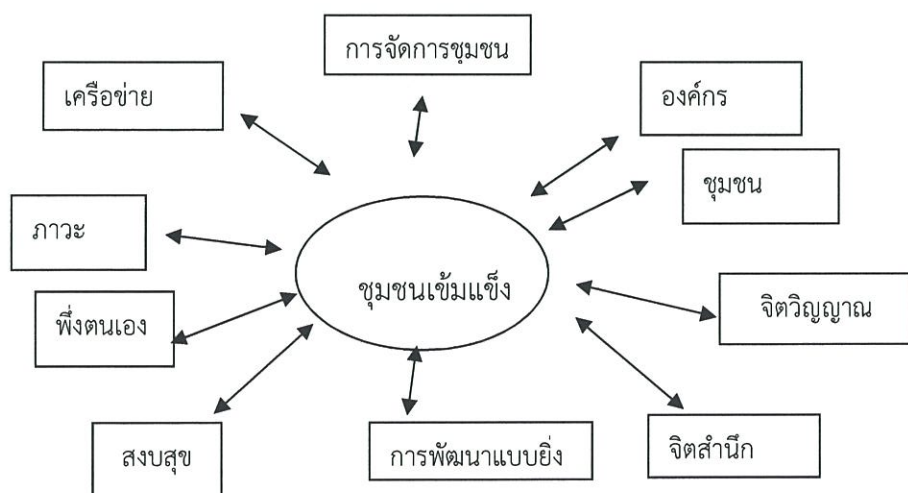 การจัดการชุมชน
เครือข่าย
องค์กร
ชุมชน
ภาวะ
ชุมชนเข้มแข็ง
จิตวิญญาณ
พึ่งตนเอง
สงบสุข
การพัฒนาแบบยิ่ง
จิตสำนึก